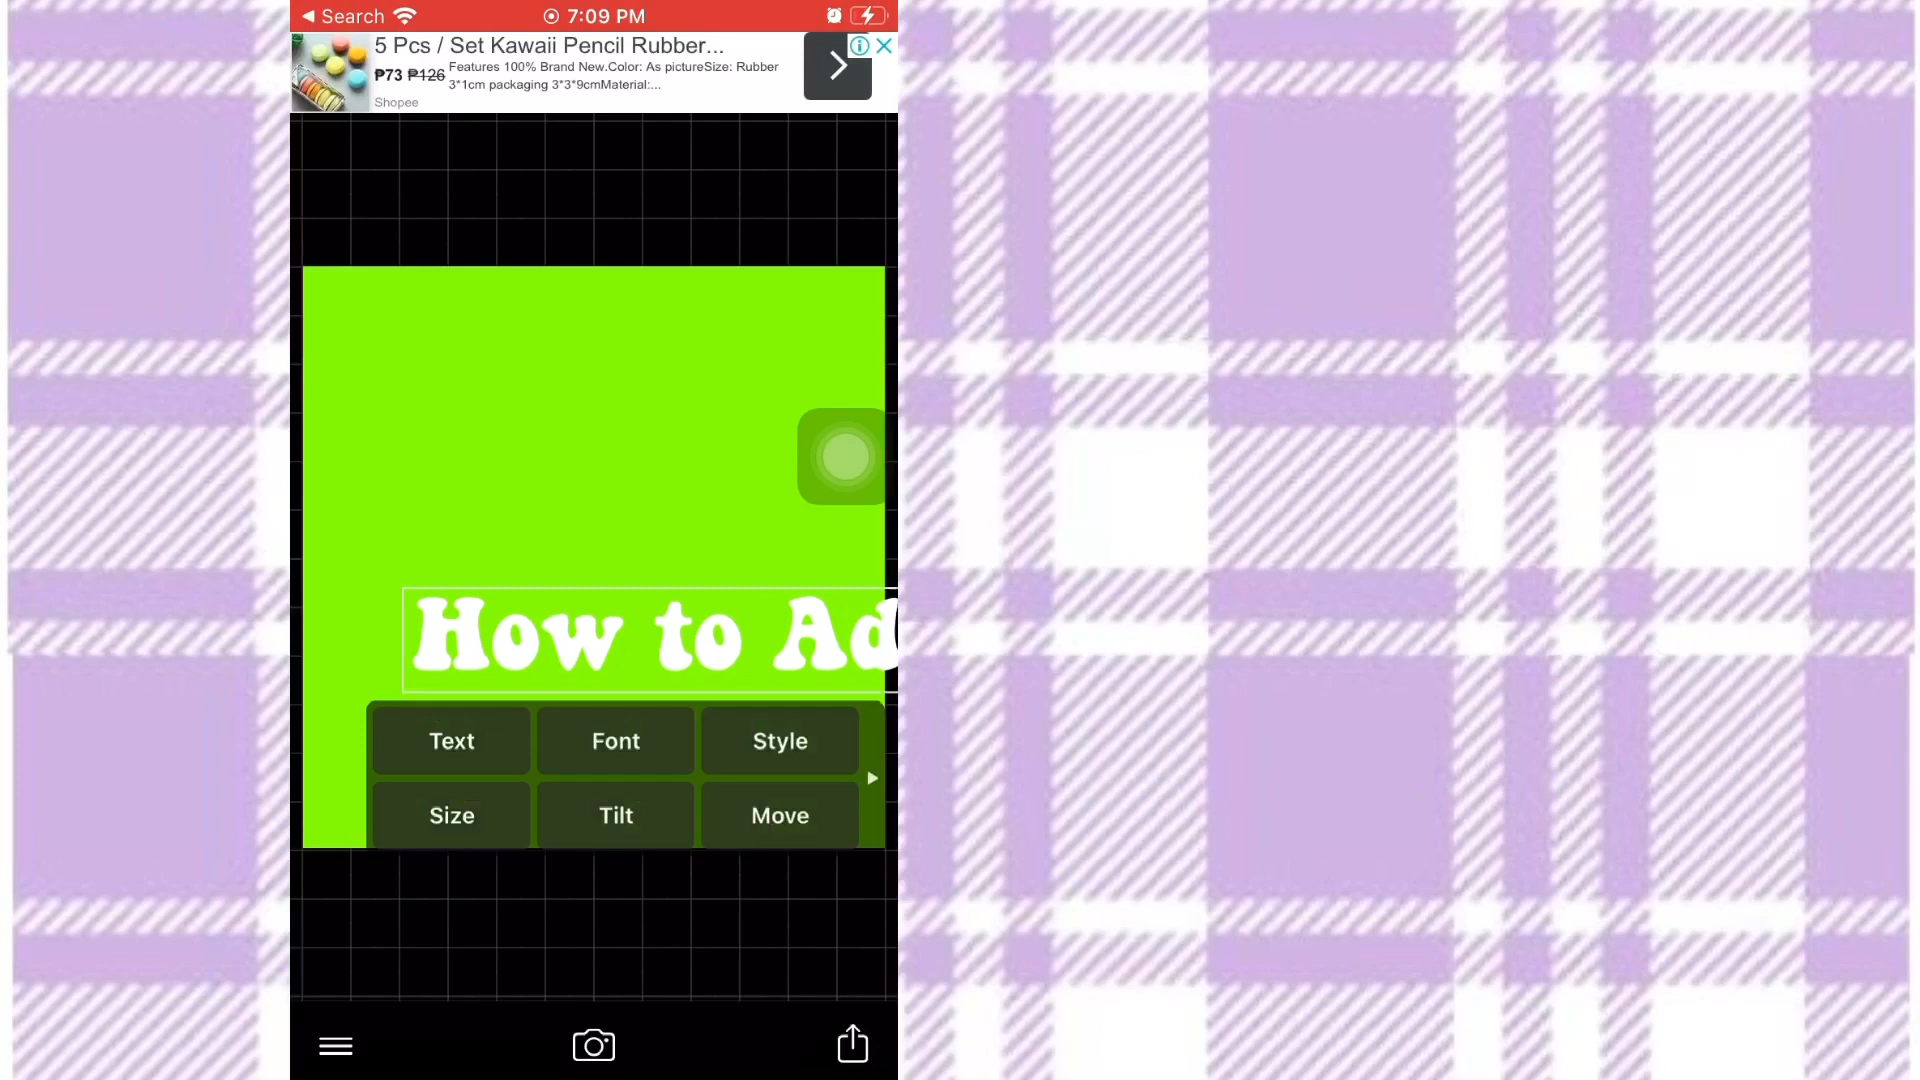 Search 7:09 PM
5 Pcs / Set Kawaii Pencil Rubber...
₱73 ₱126 Features 100% Brand New.Color: As pictureSize: Rubber
3*1cm packaging 3*3*9cmMaterial:...
Shopee
How to Ad
Text Font Style
Size Tilt Move